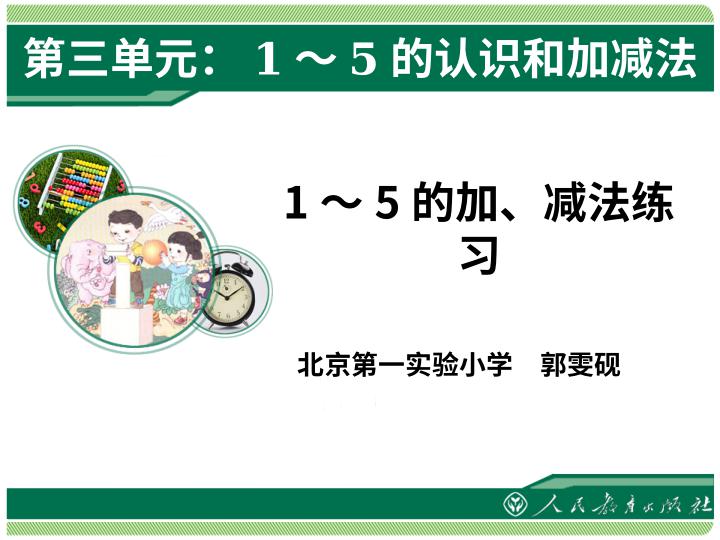 第三单元： 1 ～ 5 的认识和加减法
1 ～ 5 的加、减法练
习
北京第一实验小学　郭雯砚
人民教育出版社